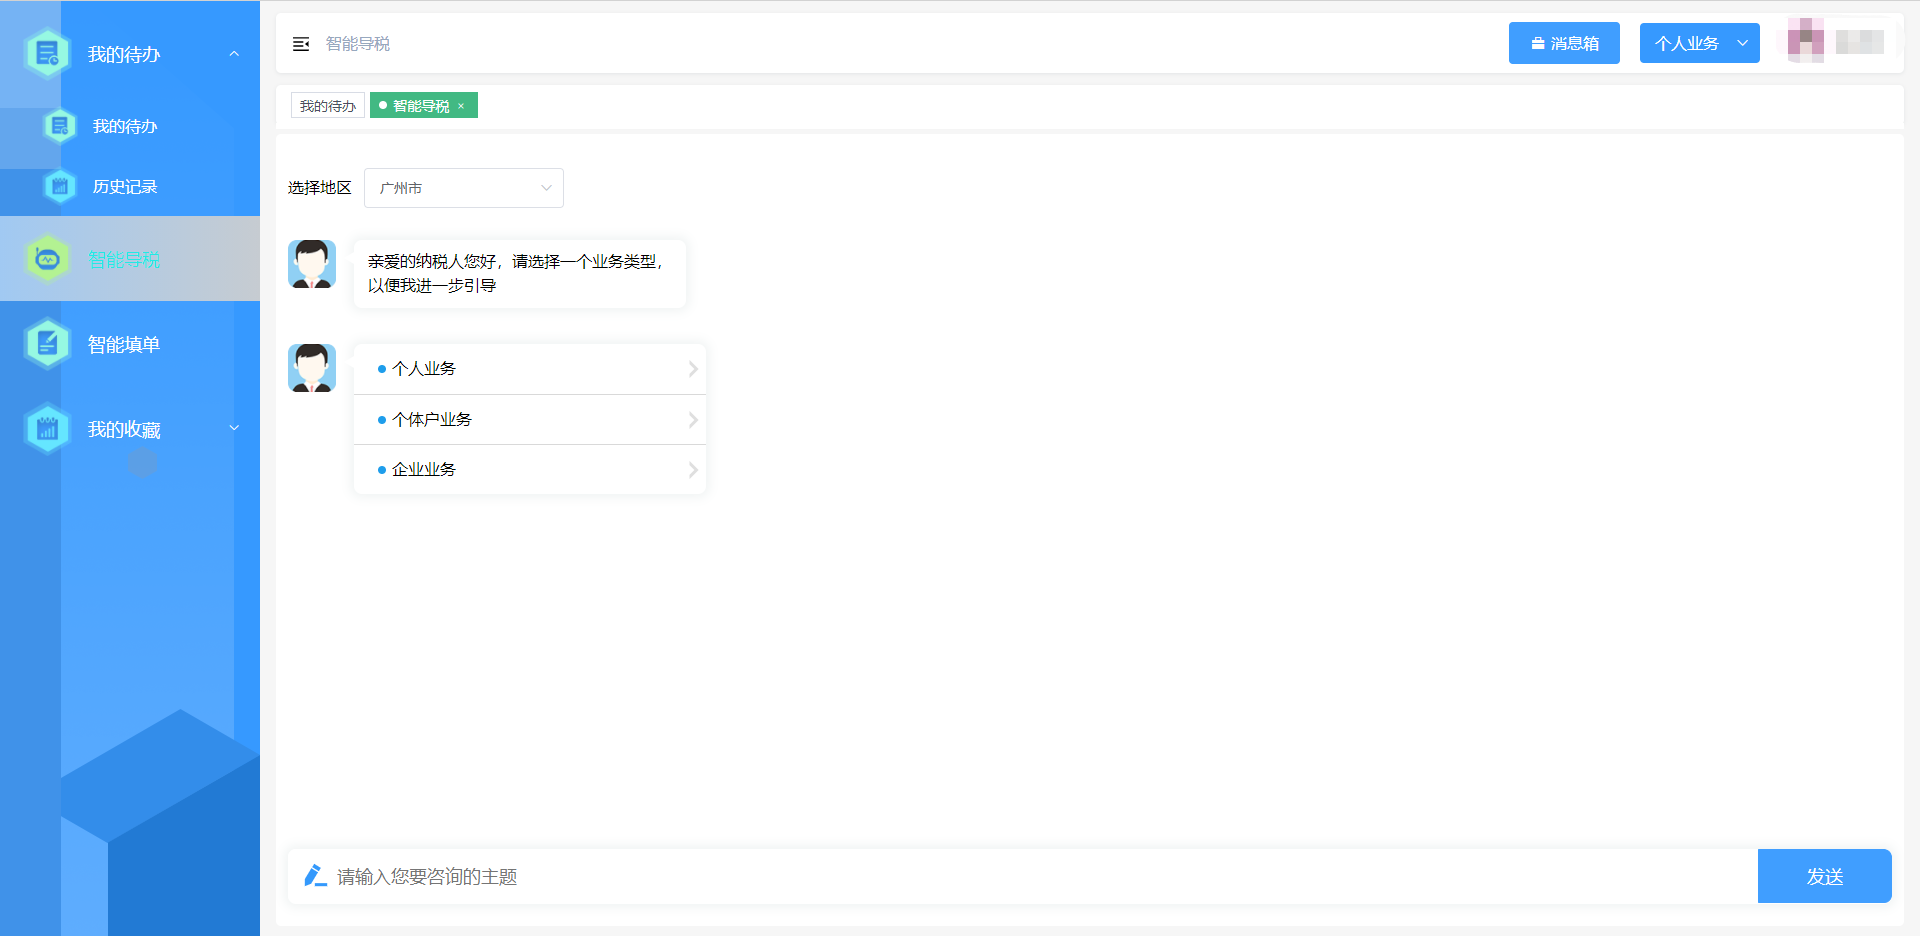 我的待办
我的待办
历史记录
智能导税
智能填单
我的收藏
智能导税
消息箱
个人业务
我的待办
智能导税 ×
选择地区
广州市
亲爱的纳税人您好，请选择一个业务类型，
以便我进一步引导
个人业务
个体户业务
企业业务
请输入您要咨询的主题
发送